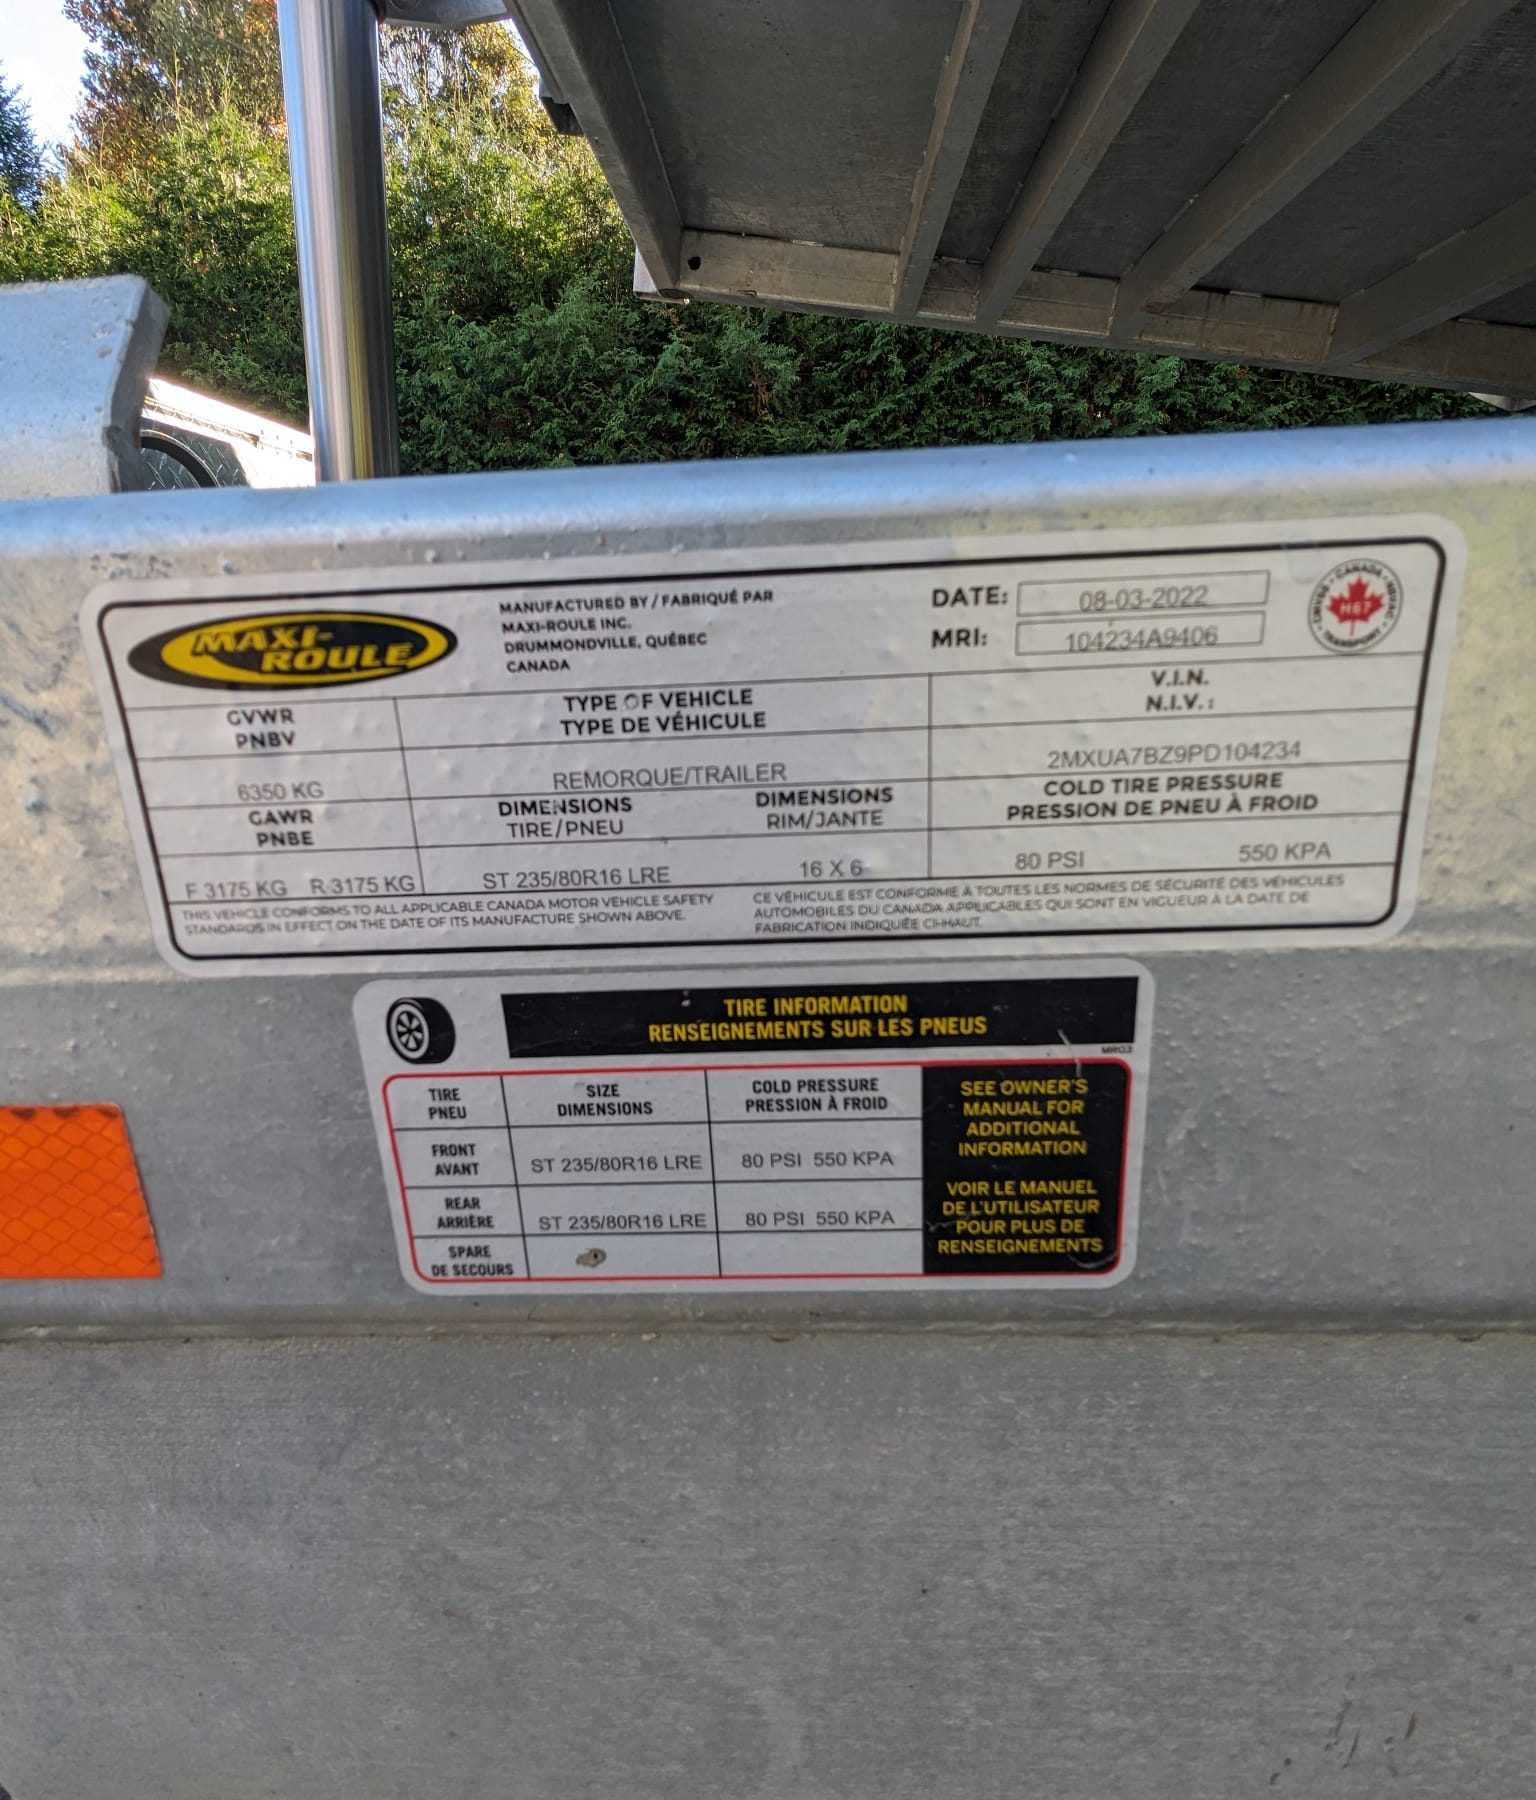 MAXI-
ROULE
MANUFACTURED BY / FABRIQUÉ PAR
MAXI-ROULE INC.
DRUMMONDVILLE, QUÉBEC
CANADA
DATE: 08-03-2022
MRI: 104234A9406
CANADA
TRANSPORT
GVWR
PNBV
TYPE OF VEHICLE
TYPE DE VÉHICULE
V.I.N.
N.I.V. :
6350 KG
REMORQUE/TRAILER
2MXUA7BZ9PD104234
GAWR
PNBE
DIMENSIONS
TIRE/PNEU
DIMENSIONS
RIM/JANTE
COLD TIRE PRESSURE
PRESSION DE PNEU À FROID
F 3175 KG R 3175 KG
ST 235/80R16 LRE
16 X 6
80 PSI 550 KPA
THIS VEHICLE CONFORMS TO ALL APPLICABLE CANADA MOTOR VEHICLE SAFETY
STANDARDS IN EFFECT ON THE DATE OF ITS MANUFACTURE SHOWN ABOVE.
CE VÉHICULE EST CONFORME À TOUTES LES NORMES DE SÉCURITÉ DES VÉHICULES
AUTOMOBILES DU CANADA APPLICABLES QUI SONT EN VIGUEUR À LA DATE DE
FABRICATION INDIQUÉE CI-HAUT.
TIRE INFORMATION
RENSEIGNEMENTS SUR LES PNEUS
TIRE
PNEU
SIZE
DIMENSIONS
COLD PRESSURE
PRESSION À FROID
FRONT
AVANT
ST 235/80R16 LRE
80 PSI 550 KPA
REAR
ARRIÈRE
ST 235/80R16 LRE
80 PSI 550 KPA
SPARE
DE SECOURS
SEE OWNER'S
MANUAL FOR
ADDITIONAL
INFORMATION
VOIR LE MANUEL
DE L'UTILISATEUR
POUR PLUS DE
RENSEIGNEMENTS